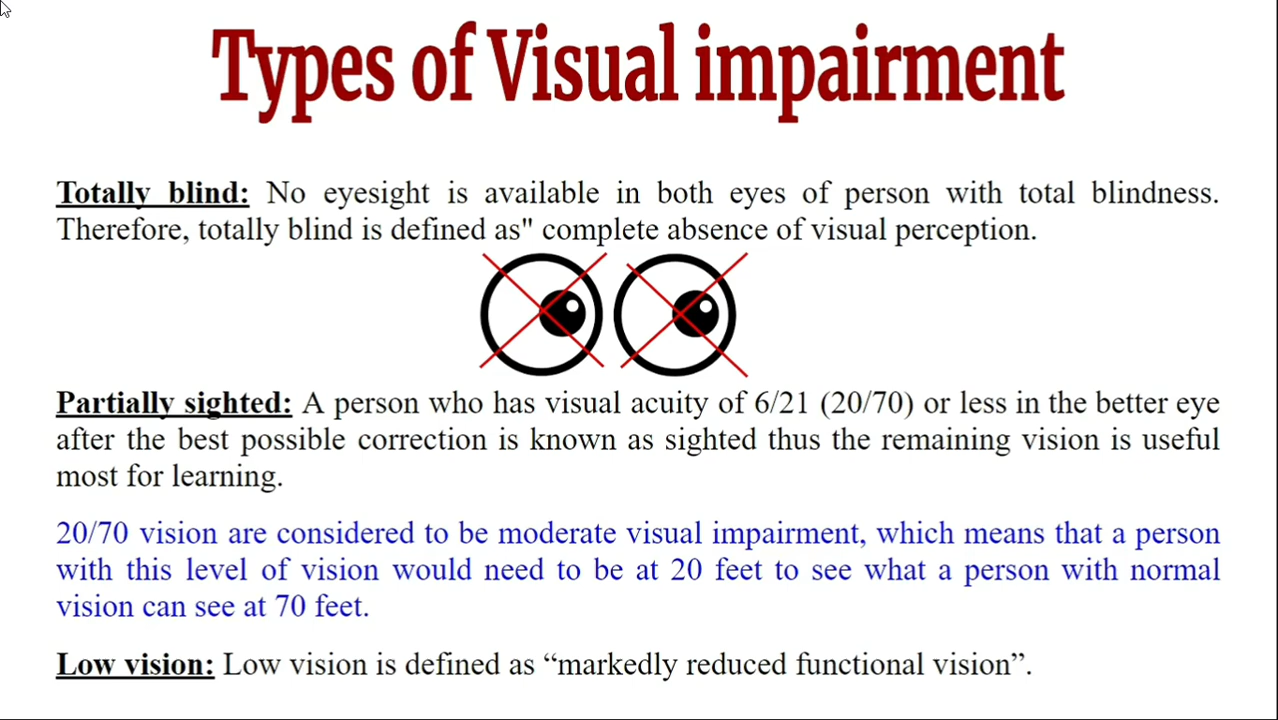 Types of Visual impairment
Totally blind: No eyesight is available in both eyes of person with total blindness.
Therefore, totally blind is defined as" complete absence of visual perception.
Partially sighted: A person who has visual acuity of 6/21 (20/70) or less in the better eye
after the best possible correction is known as sighted thus the remaining vision is useful
most for learning.
20/70 vision are considered to be moderate visual impairment, which means that a person
with this level of vision would need to be at 20 feet to see what a person with normal
vision can see at 70 feet.
Low vision: Low vision is defined as “markedly reduced functional vision”.